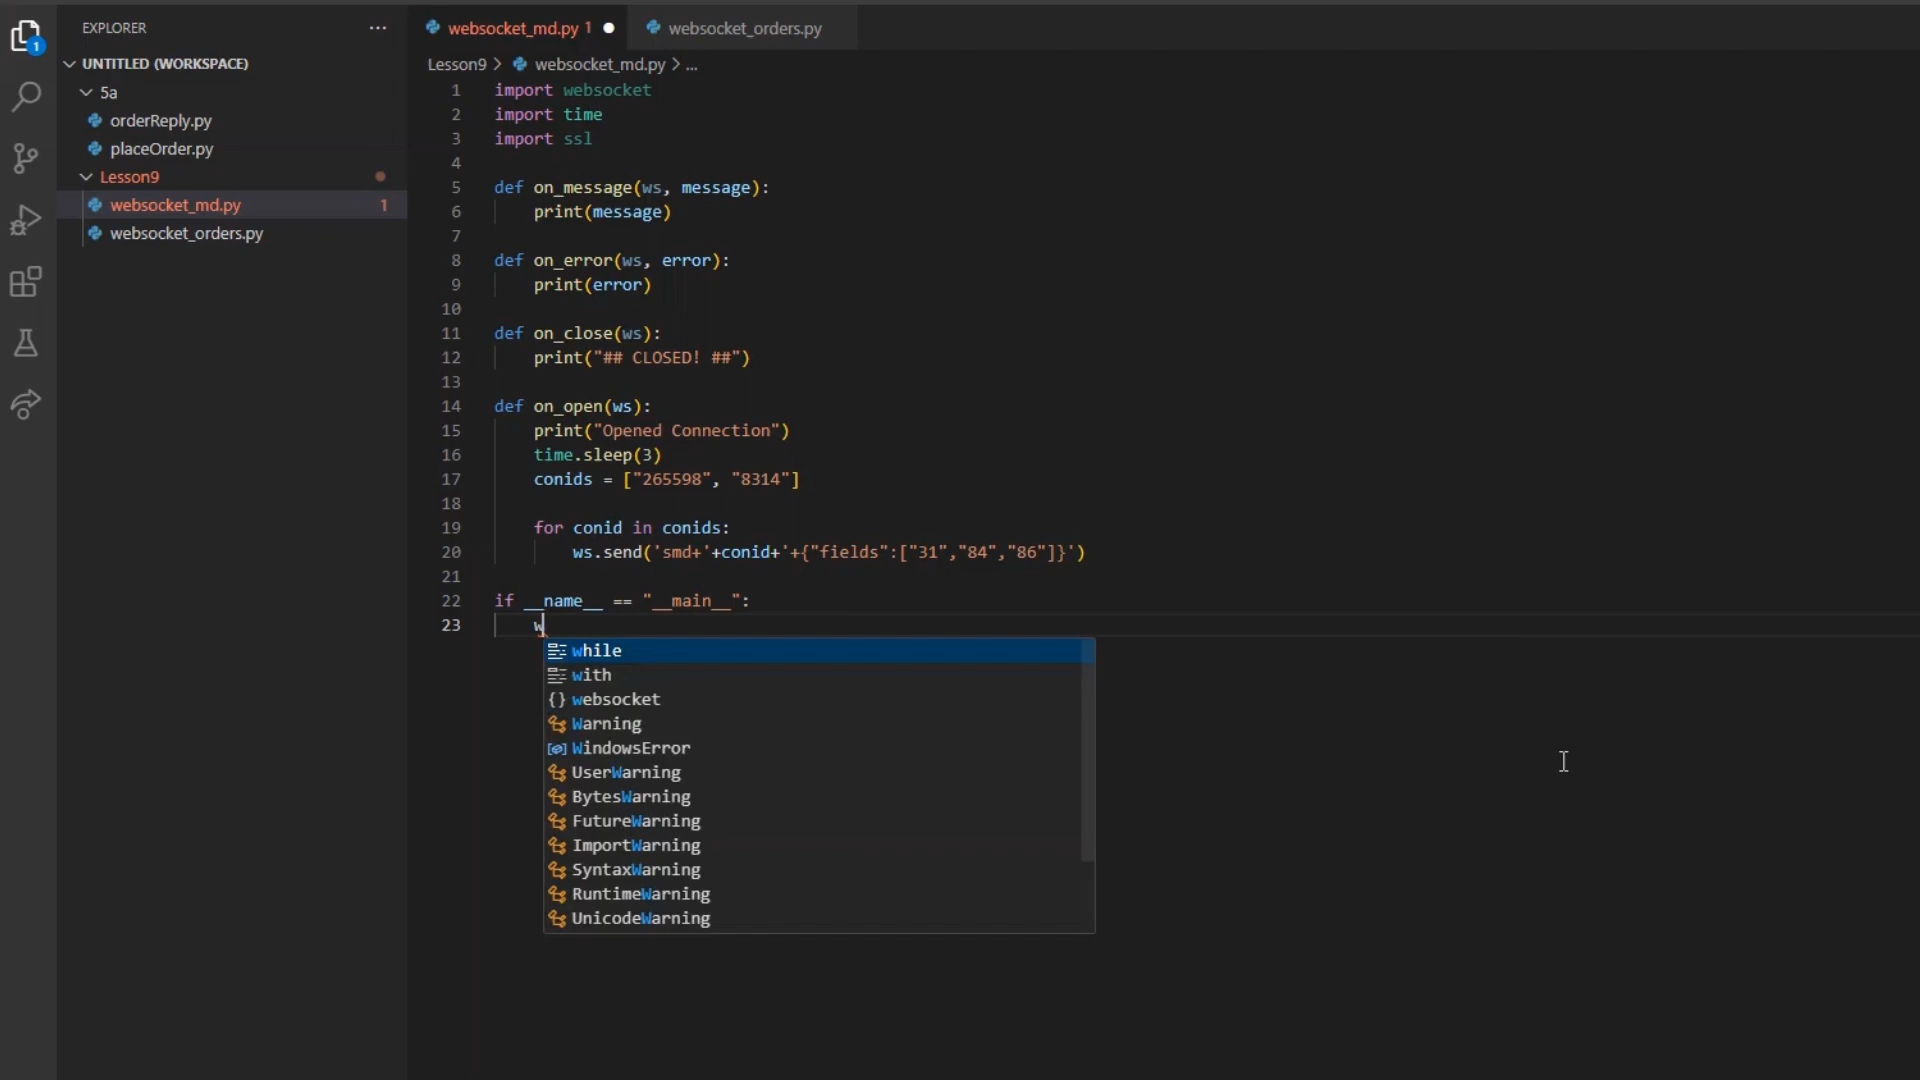 EXPLORER
UNTITLED (WORKSPACE)
5a
orderReply.py
placeOrder.py
Lesson9
websocket_md.py 1
websocket_orders.py
1
websocket_md.py 1
websocket_orders.py
Lesson9 > websocket_md.py > ...
1 import websocket
2 import time
3 import ssl
4
5 def on_message(ws, message):
6     print(message)
7
8 def on_error(ws, error):
9     print(error)
10
11 def on_close(ws):
12     print("## CLOSED! ##")
13
14 def on_open(ws):
15     print("Opened Connection")
16     time.sleep(3)
17     conids = ["265598", "8314"]
18
19     for conid in conids:
20         ws.send('smd+'+conid+'+{"fields":["31","84","86"]}')
21
22 if __name__ == "__main__":
23     w
while
with
websocket
Warning
WindowsError
UserWarning
BytesWarning
FutureWarning
ImportWarning
SyntaxWarning
RuntimeWarning
UnicodeWarning